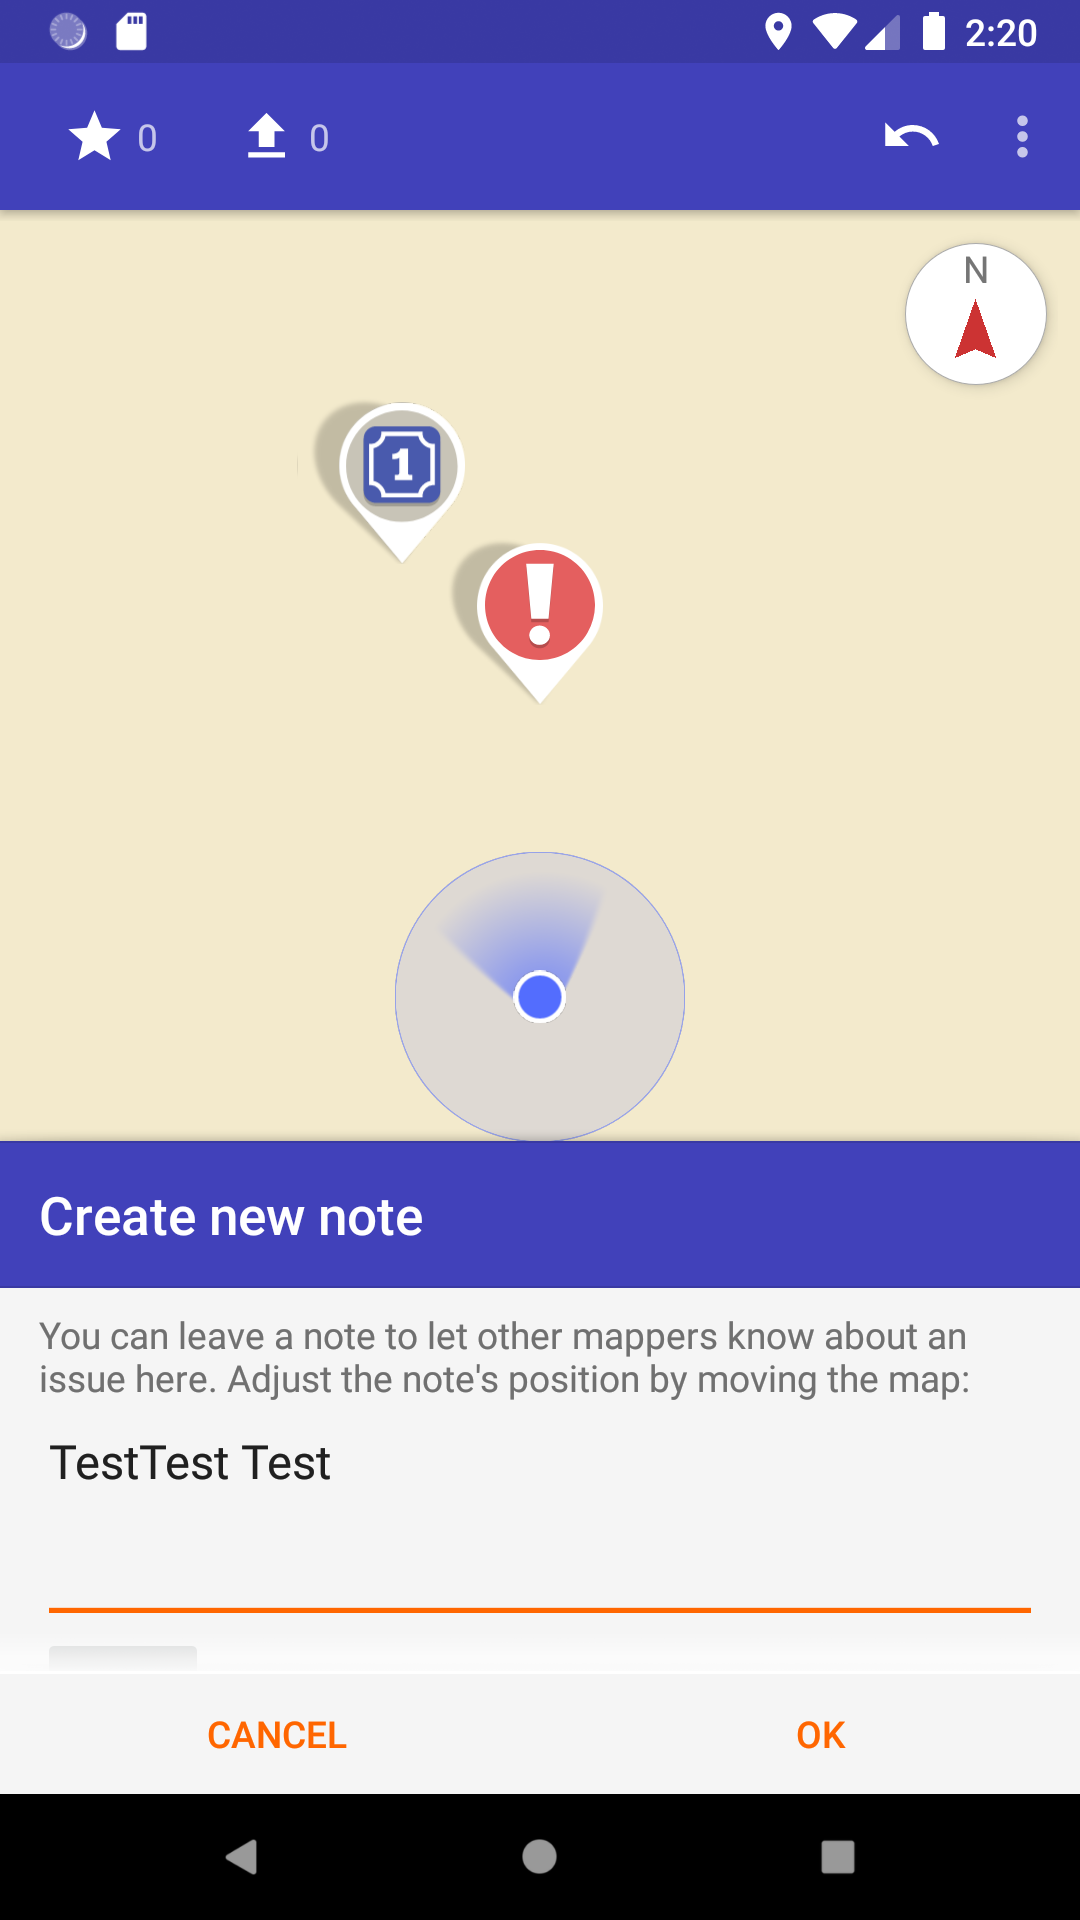 2:20
0 0
N
1
Create new note
You can leave a note to let other mappers know about an
issue here. Adjust the note's position by moving the map:
TestTest Test
CANCEL OK